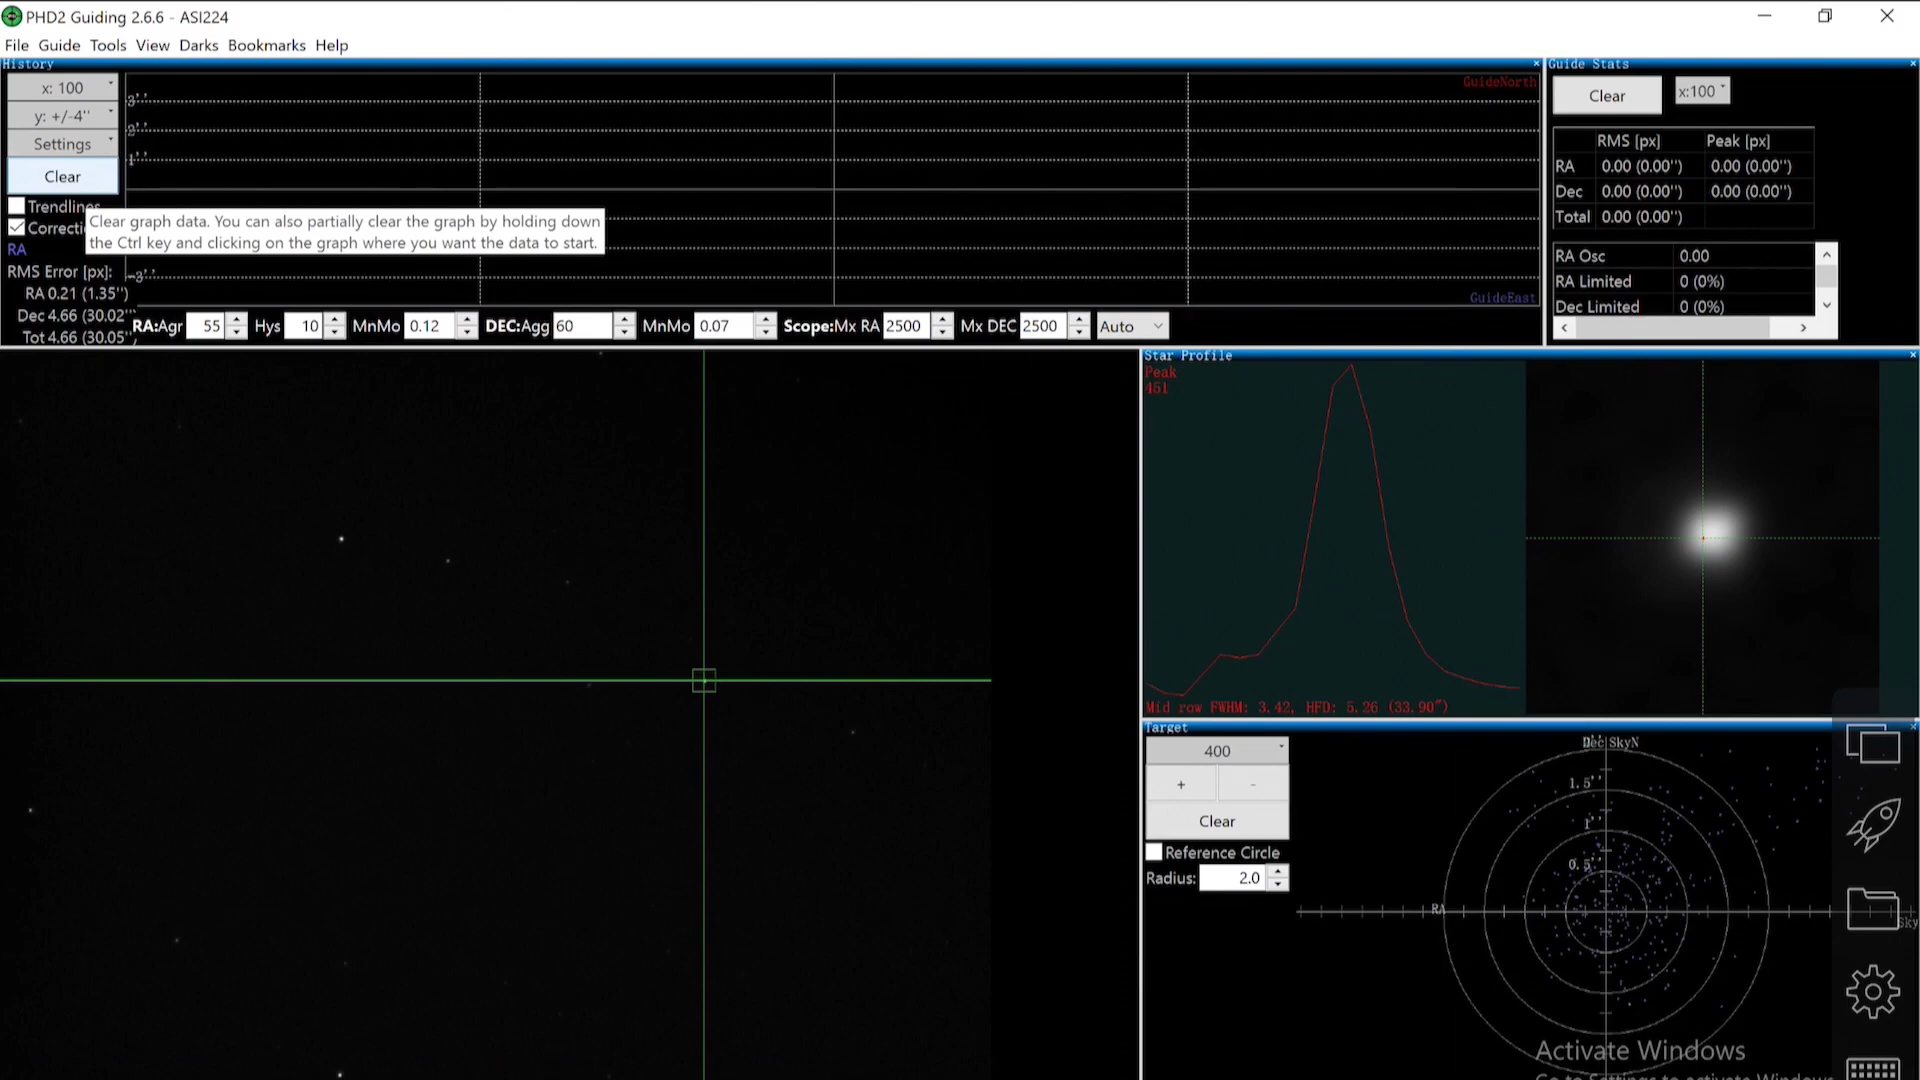 PHD2 Guiding 2.6.6 - ASI224
File Guide Tools View Darks Bookmarks Help
History
x: 100
y: +/-4''
Settings
Clear
Trendlines
Correcti
RA
RMS Error [px]:
RA 0.21 (1.35'')
Dec 4.66 (30.02''
Tot 4.66 (30.05''
3''
2''
1''
-3''
GuideNorth
GuideEast
Clear graph data. You can also partially clear the graph by holding down
the Ctrl key and clicking on the graph where you want the data to start.
RA:Agr 55 Hys 10 MnMo 0.12 DEC:Agg 60 MnMo 0.07 Scope:Mx RA 2500 Mx DEC 2500 Auto
Guide Stats
Clear x:100
RMS [px] Peak [px]
RA 0.00 (0.00'') 0.00 (0.00'')
Dec 0.00 (0.00'') 0.00 (0.00'')
Total 0.00 (0.00'')
RA Osc 0.00
RA Limited 0 (0%)
Dec Limited 0 (0%)
Star Profile
Peak
451
Mid row FWHM: 3.42, HFD: 5.26 (33.90")
Target
400
+ -
Clear
Reference Circle
Radius: 2.0
Dec SkyN
1.5''
1''
0.5''
RA
Sky
Activate Windows